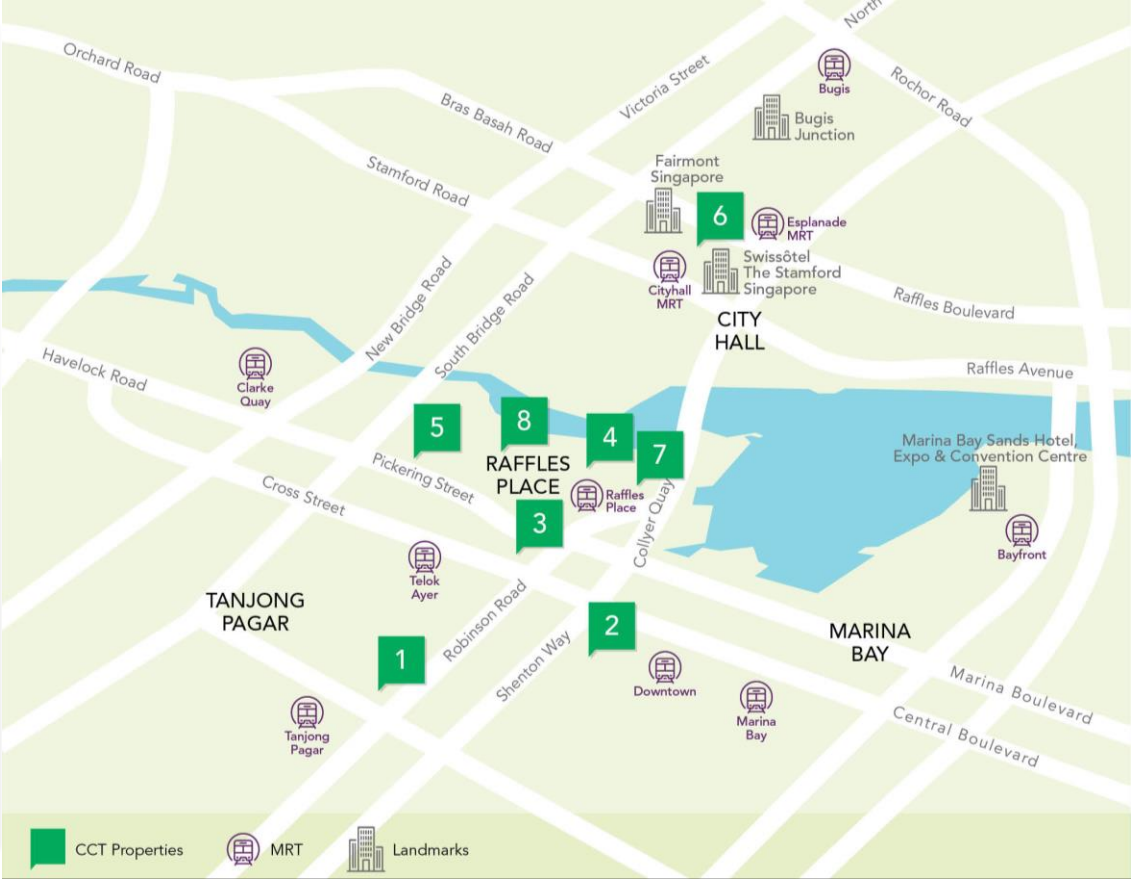 North
Orchard Road
Victoria Street
Bugis
Rochor Road
Bras Basah Road
Bugis
Junction
Stamford Road
Fairmont
Singapore
6
Esplanade
MRT
Cityhall
MRT
Swissôtel
The Stamford
Singapore
New Bridge Road
South Bridge Road
CITY
HALL
Raffles Boulevard
Havelock Road
Clarke
Quay
Raffles Avenue
5
8
4
7
Marina Bay Sands Hotel,
Expo & Convention Centre
RAFFLES
PLACE
Pickering Street
Raffles
Place
Cross Street
3
Collyer Quay
Bayfront
Telok
Ayer
TANJONG
PAGAR
Robinson Road
2
MARINA
BAY
1
Shenton Way
Downtown
Marina
Bay
Marina Boulevard
Central Boulevard
Tanjong
Pagar
CCT Properties
MRT
Landmarks